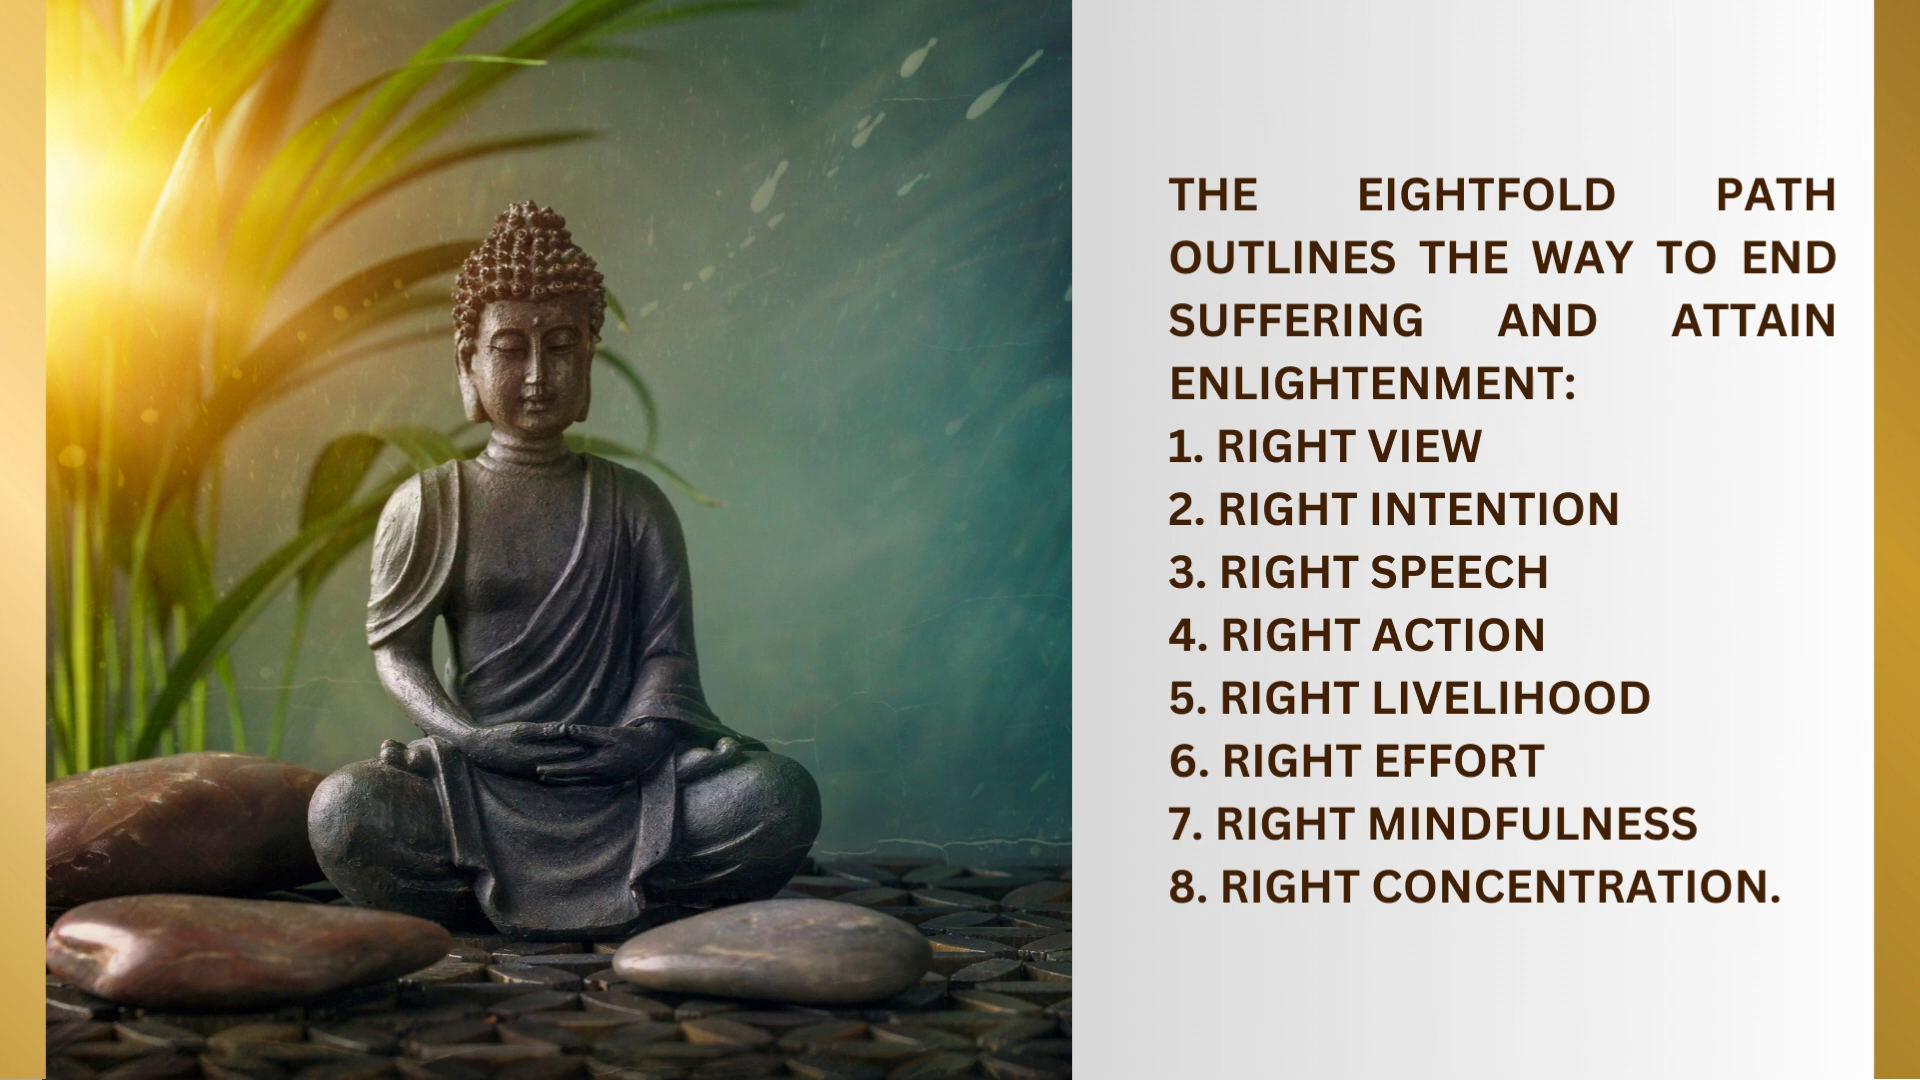 THE EIGHTFOLD PATH
OUTLINES THE WAY TO END
SUFFERING AND ATTAIN
ENLIGHTENMENT:
1. RIGHT VIEW
2. RIGHT INTENTION
3. RIGHT SPEECH
4. RIGHT ACTION
5. RIGHT LIVELIHOOD
6. RIGHT EFFORT
7. RIGHT MINDFULNESS
8. RIGHT CONCENTRATION.